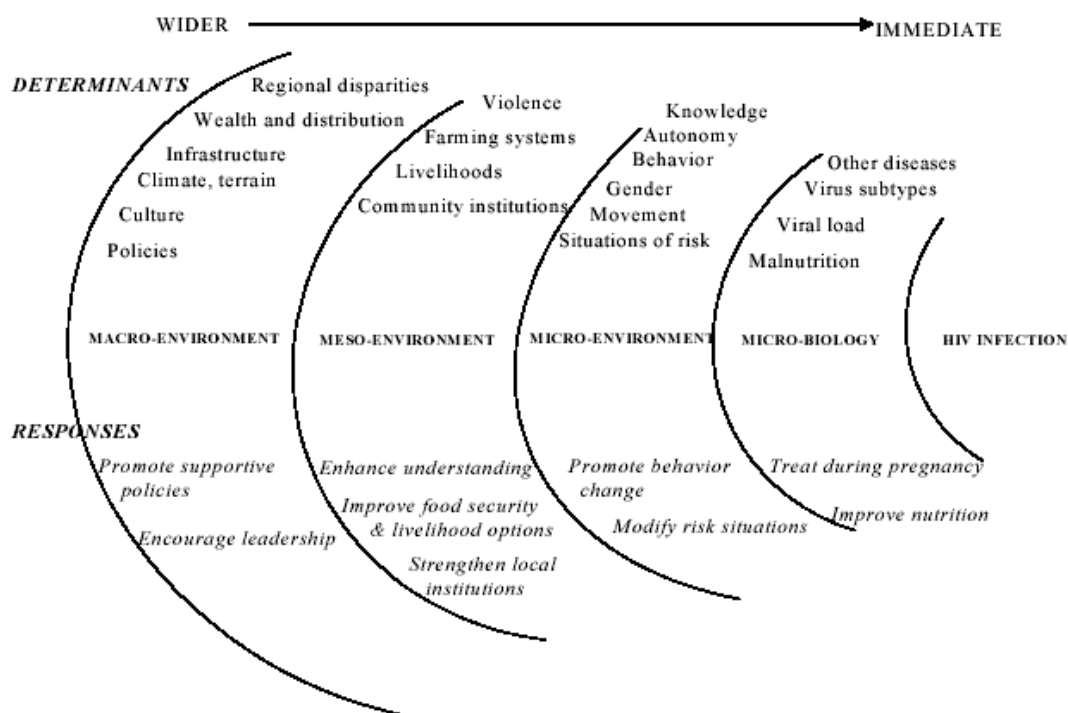 WIDER
IMMEDIATE
DETERMINANTS
Regional disparities
Wealth and distribution
Infrastructure
Climate, terrain
Culture
Policies
Violence
Farming systems
Livelihoods
Community institutions
Knowledge
Autonomy
Behavior
Gender
Movement
Situations of risk
Other diseases
Virus subtypes
Viral load
Malnutrition
MACRO-ENVIRONMENT
MESO-ENVIRONMENT
MICRO-ENVIRONMENT
MICRO-BIOLOGY
HIV INFECTION
RESPONSES
Promote supportive
policies
Encourage leadership
Enhance understanding
Improve food security
& livelihood options
Strengthen local
institutions
Promote behavior
change
Modify risk situations
Treat during pregnancy
Improve nutrition